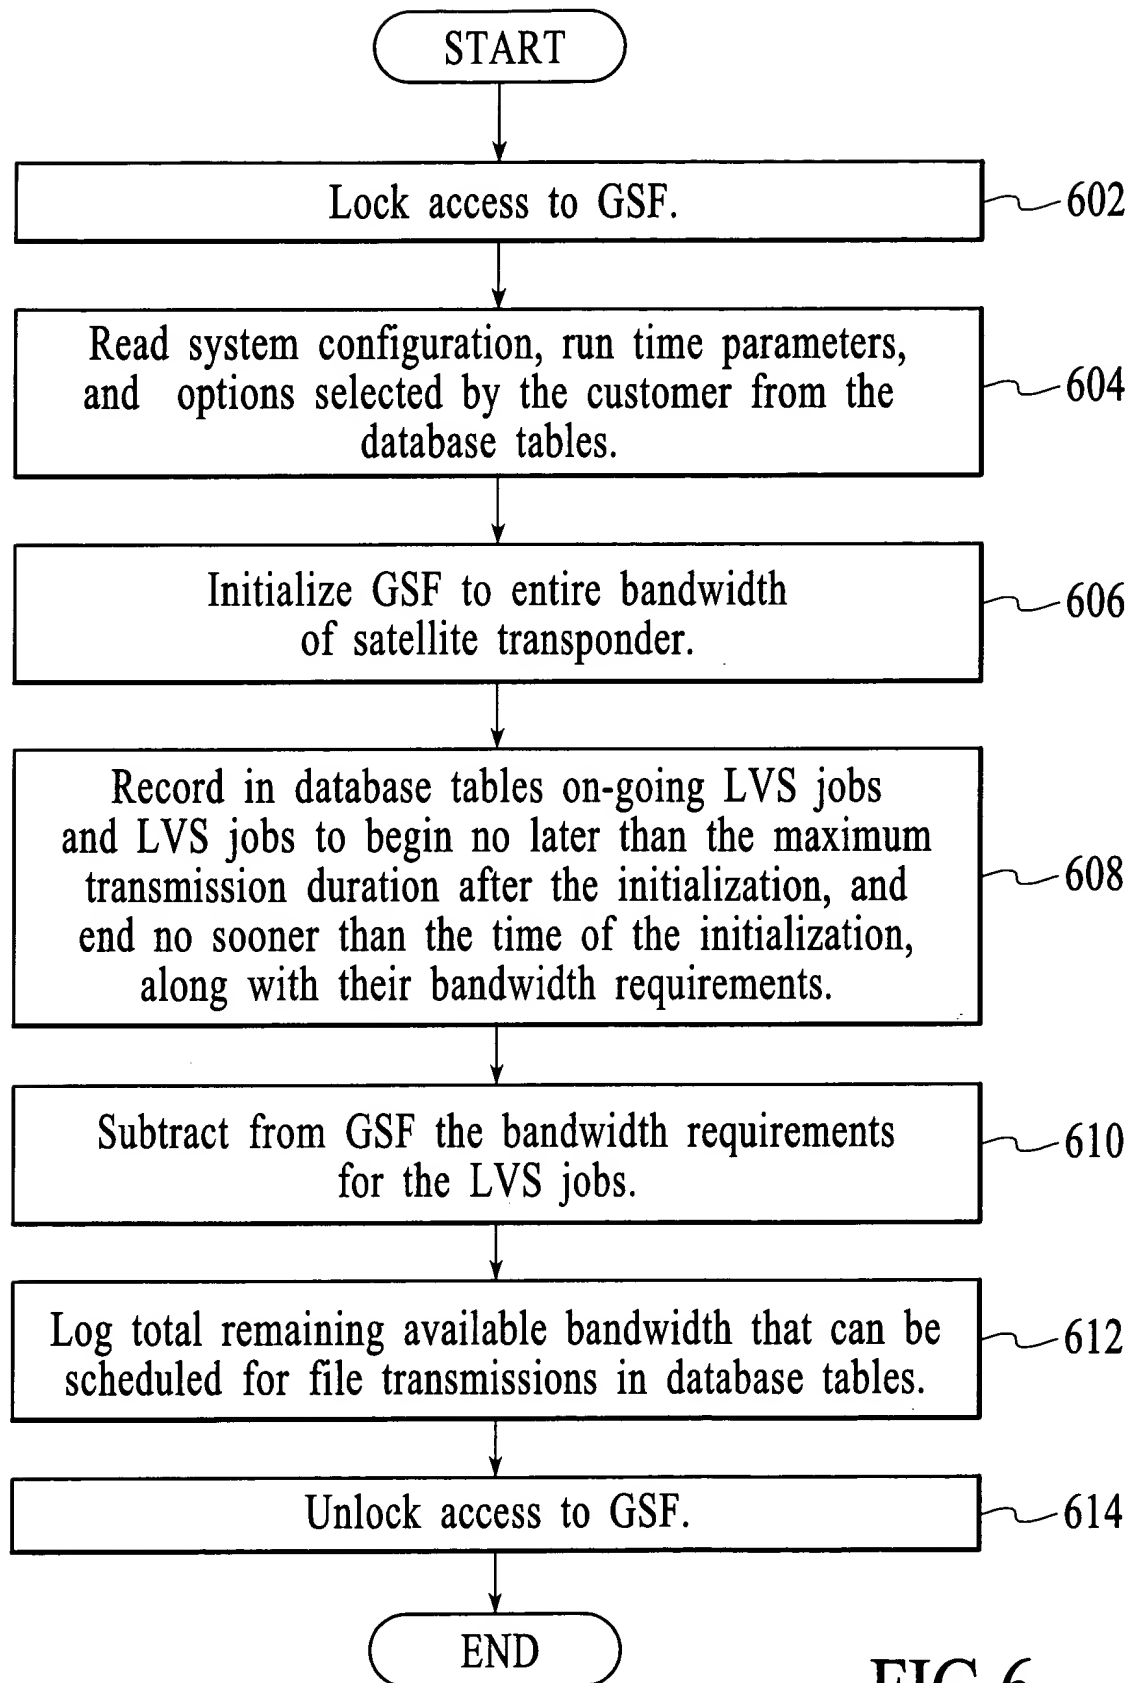 START
Lock access to GSF.
602
Read system configuration, run time parameters,
and options selected by the customer from the
database tables.
604
Initialize GSF to entire bandwidth
of satellite transponder.
606
Record in database tables on-going LVS jobs
and LVS jobs to begin no later than the maximum
transmission duration after the initialization, and
end no sooner than the time of the initialization,
along with their bandwidth requirements.
608
Subtract from GSF the bandwidth requirements
for the LVS jobs.
610
Log total remaining available bandwidth that can be
scheduled for file transmissions in database tables.
612
Unlock access to GSF.
614
END
FIG.6